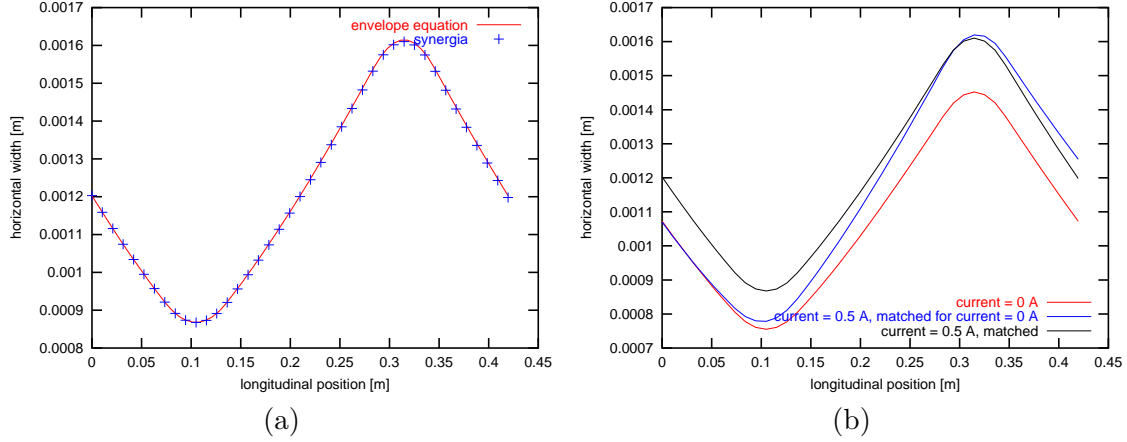 0.0017
0.0016
0.0015
0.0014
0.0013
0.0012
0.0011
0.001
0.0009
0.0008
horizontal width [m]
envelope equation
synergia
0 0.05 0.1 0.15 0.2 0.25 0.3 0.35 0.4 0.45
longitudinal position [m]
(a)
0.0017
0.0016
0.0015
0.0014
0.0013
0.0012
0.0011
0.001
0.0009
0.0008
0.0007
horizontal width [m]
current = 0 A
current = 0.5 A, matched for current = 0 A
current = 0.5 A, matched
0 0.05 0.1 0.15 0.2 0.25 0.3 0.35 0.4 0.45
longitudinal position [m]
(b)